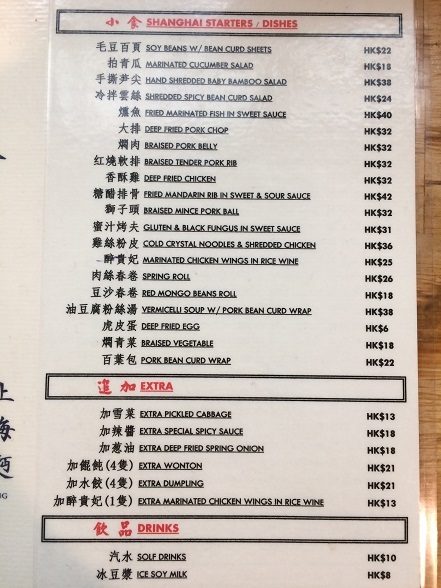 小食 SHANGHAI STARTERS / DISHES
毛豆百頁 SOY BEANS W/ BEAN CURD SHEETS HK$22
拍青瓜 MARINATED CUCUMBER SALAD HK$18
手撕笋尖 HAND SHREDDED BABY BAMBOO SALAD HK$38
冷拌雲絲 SHREDDED SPICY BEAN CURD SALAD HK$24
燻魚 FRIED MARINATED FISH IN SWEET SAUCE HK$40
大排 DEEP FRIED PORK CHOP HK$32
燜肉 BRAISED PORK BELLY HK$32
紅燒軟排 BRAISED TENDER PORK RIB HK$32
香酥雞 DEEP FRIED CHICKEN HK$32
糖醋排骨 FRIED MANDARIN RIB IN SWEET & SOUR SAUCE HK$42
獅子頭 BRAISED MINCE PORK BALL HK$32
蜜汁烤夫 GLUTEN & BLACK FUNGUS IN SWEET SAUCE HK$31
雞絲粉皮 COLD CRYSTAL NOODLES & SHREDDED CHICKEN HK$36
醉貴妃 MARINATED CHICKEN WINGS IN RICE WINE HK$25
肉絲春卷 SPRING ROLL HK$26
豆沙春卷 RED MONGO BEANS ROLL HK$18
油豆腐粉絲湯 VERMICELLI SOUP W/ PORK BEAN CURD WRAP HK$38
虎皮蛋 DEEP FRIED EGG HK$6
燜青菜 BRAISED VEGETABLE HK$18
百葉包 PORK BEAN CURD WRAP HK$22
追加 EXTRA
加雪菜 EXTRA PICKLED CABBAGE HK$13
加辣醬 EXTRA SPECIAL SPICY SAUCE HK$18
加葱油 EXTRA DEEP FRIED SPRING ONION HK$18
加餛飩(4隻) EXTRA WONTON HK$21
加水餃(4隻) EXTRA DUMPLING HK$21
加醉貴妃(1隻) EXTRA MARINATED CHICKEN WINGS IN RICE WINE HK$13
飲品 DRINKS
汽水 SOLF DRINKS HK$10
冰豆漿 ICE SOY MILK HK$8
上海麵
NG